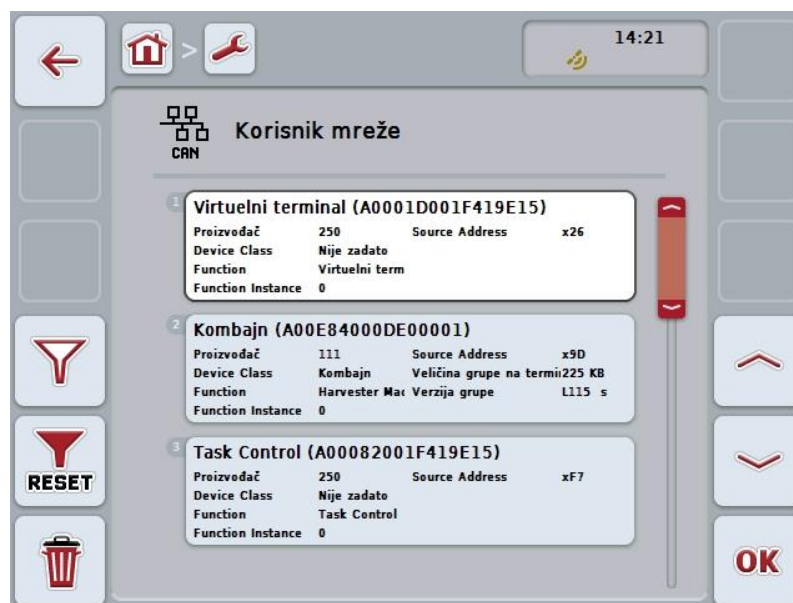 14:21
CAN
Korisnik mreže
1
Virtuelni terminal (A0001D001F419E15)
Proizvođač 250 Source Address x26
Device Class Nije zadato
Function Virtuelni term
Function Instance 0
2
Kombajn (A00E84000DE00001)
Proizvođač 111 Source Address x9D
Device Class Kombajn Veličina grupe na termi 225 KB
Function Harvester Mac Verzija grupe L115 s
Function Instance 0
3
Task Control (A00082001F419E15)
Proizvođač 250 Source Address xF7
Device Class Nije zadato
Function Task Control
Function Instance 0
RESET
OK